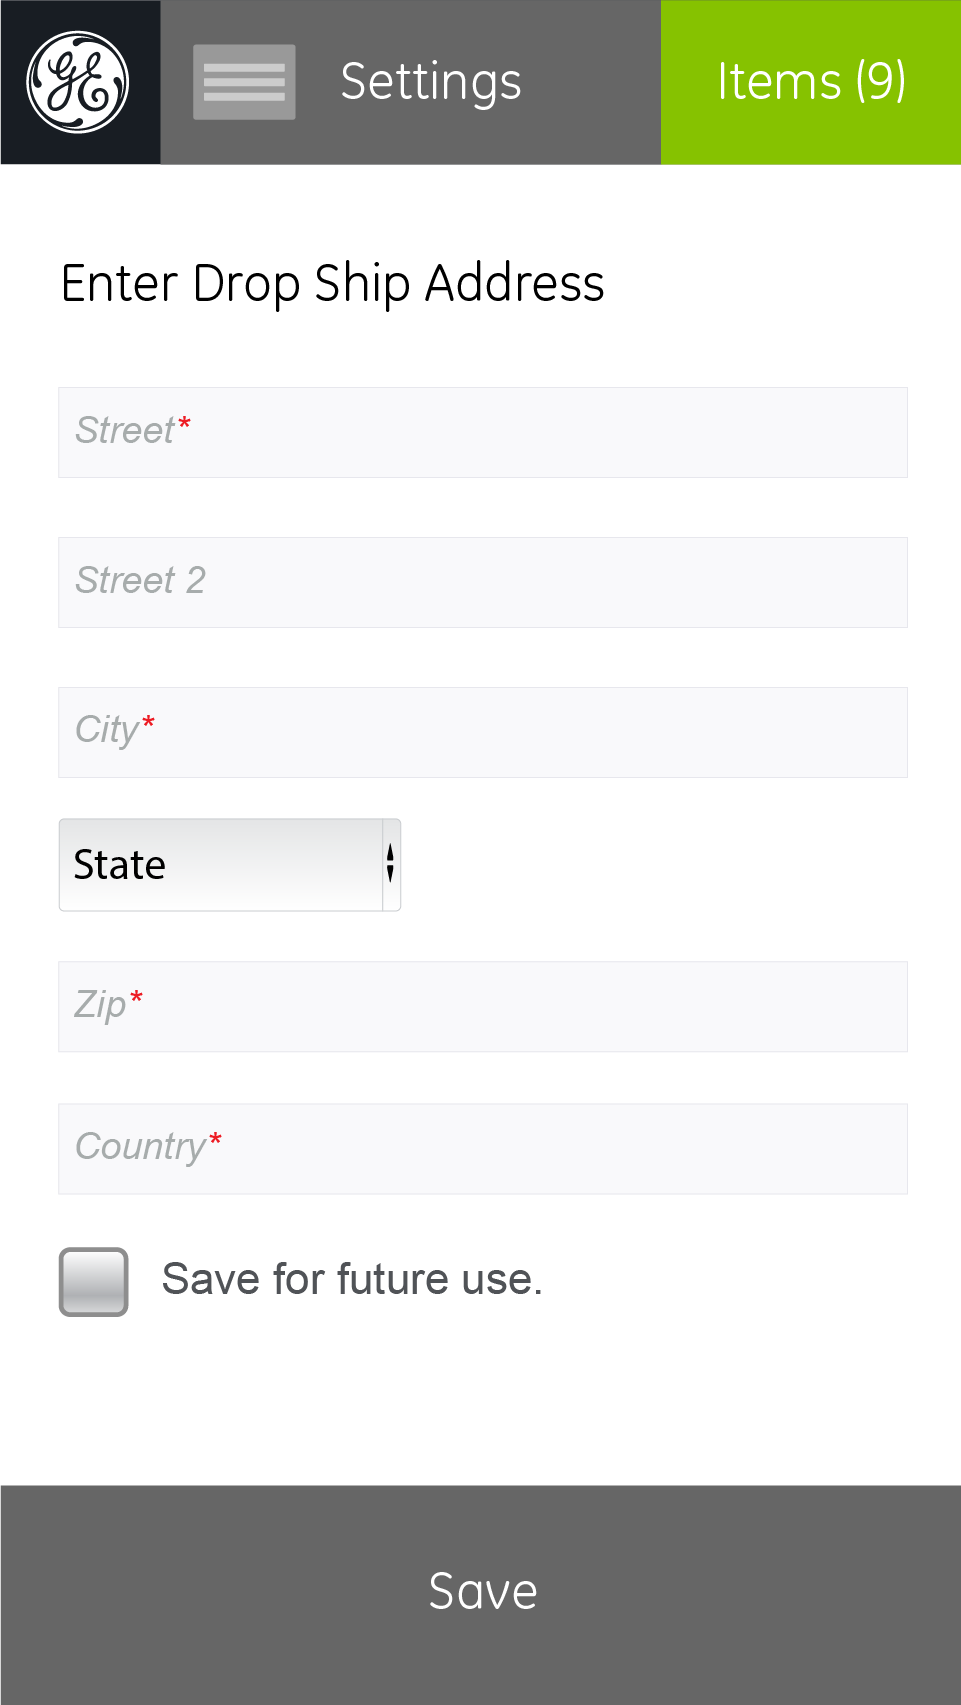 GE
Settings
Items (9)
Enter Drop Ship Address
Street*
Street 2
City*
State
Zip*
Country*
Save for future use.
Save